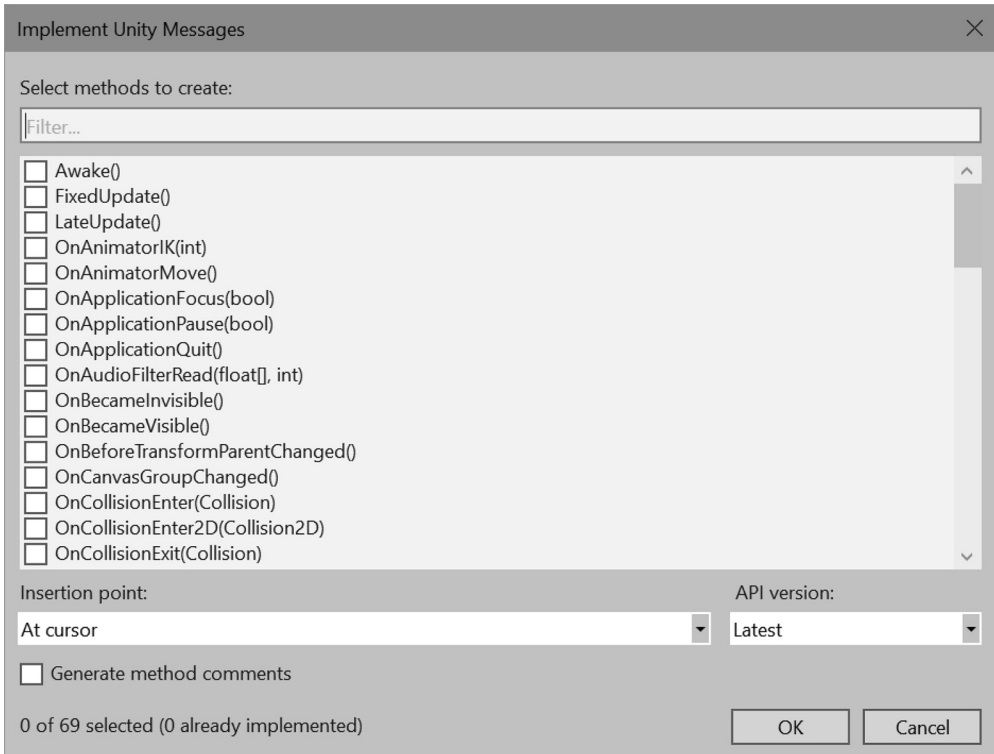 Implement Unity Messages
Select methods to create:
Filter...
Awake()
FixedUpdate()
LateUpdate()
OnAnimatorIK(int)
OnAnimatorMove()
OnApplicationFocus(bool)
OnApplicationPause(bool)
OnApplicationQuit()
OnAudioFilterRead(float[], int)
OnBecameInvisible()
OnBecameVisible()
OnBeforeTransformParentChanged()
OnCanvasGroupChanged()
OnCollisionEnter(Collision)
OnCollisionEnter2D(Collision2D)
OnCollisionExit(Collision)
Insertion point: API version:
At cursor Latest
Generate method comments
0 of 69 selected (0 already implemented) OK Cancel